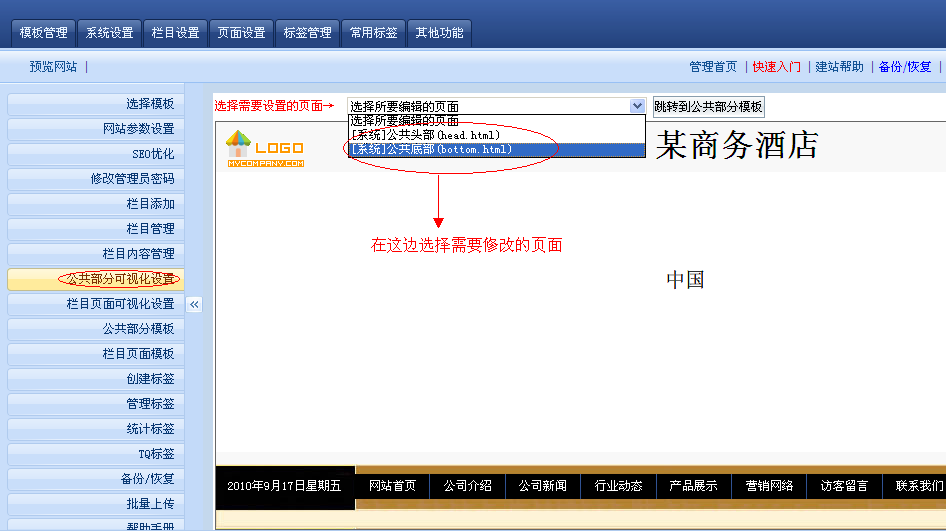 模板管理 系统设置 栏目设置 页面设置 标签管理 常用标签 其他功能
预览网站 | 管理首页 | 快速入门 | 建站帮助 | 备份/恢复 |
选择模板
网站参数设置
SEO优化
修改管理员密码
栏目添加
栏目管理
栏目内容管理
公共部分可视化设置
栏目页面可视化设置
公共部分模板
栏目页面模板
创建标签
管理标签
统计标签
TQ标签
备份/恢复
批量上传
帮助手册
«
选择需要设置的页面→ 选择所要编辑的页面 跳转到公共部分模板
选择所要编辑的页面
[系统]公共头部(head.html)
[系统]公共底部(bottom.html)
LOGO
MYCOMPANY.COM
某商务酒店
在这边选择需要修改的页面
中国
2010年9月17日星期五 网站首页 公司介绍 公司新闻 行业动态 产品展示 营销网络 访客留言 联系我们